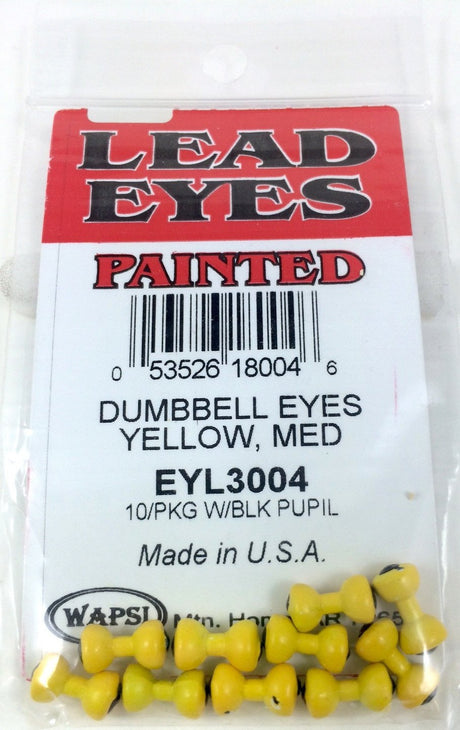 LEAD
EYES
PAINTED
0 53526 18004 6
DUMBBELL EYES
YELLOW, MED
EYL3004
10/PKG W/BLK PUPIL
Made in U.S.A.
WAPSI Mtn.